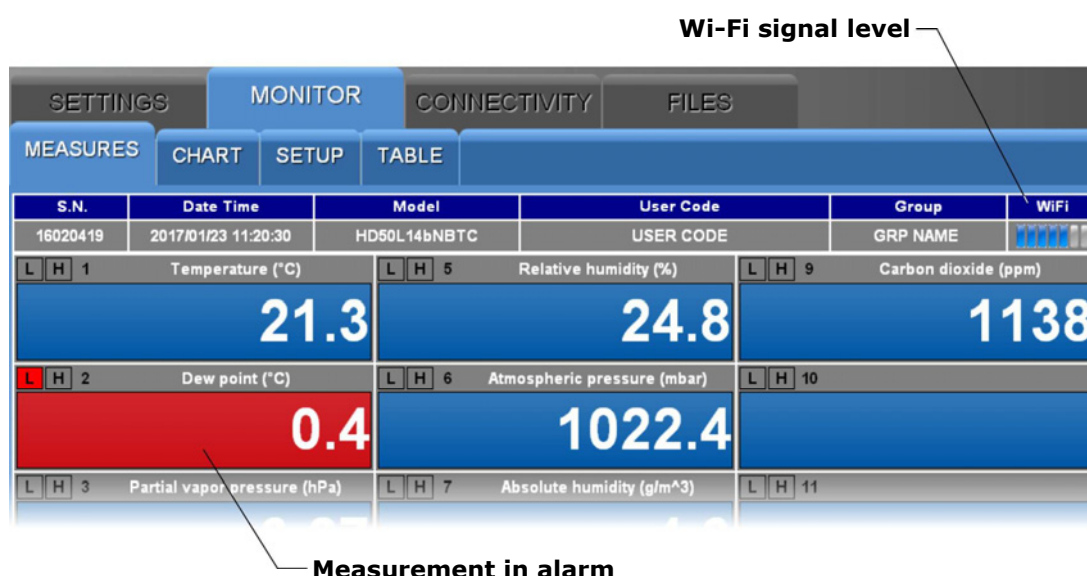 Wi-Fi signal level
SETTINGS MONITOR CONNECTIVITY FILES
MEASURES CHART SETUP TABLE
S.N. Date Time Model User Code Group WiFi
16020419 2017/01/23 11:20:30 HD50L14bNBTC USER CODE GRP NAME
L H 1 Temperature (°C) L H 5 Relative humidity (%) L H 9 Carbon dioxide (ppm)
21.3 24.8 1138
L H 2 Dew point (°C) L H 6 Atmospheric pressure (mbar) L H 10
0.4 1022.4
L H 3 Partial vapor pressure (hPa) L H 7 Absolute humidity (g/m^3) L H 11
Measurement in alarm